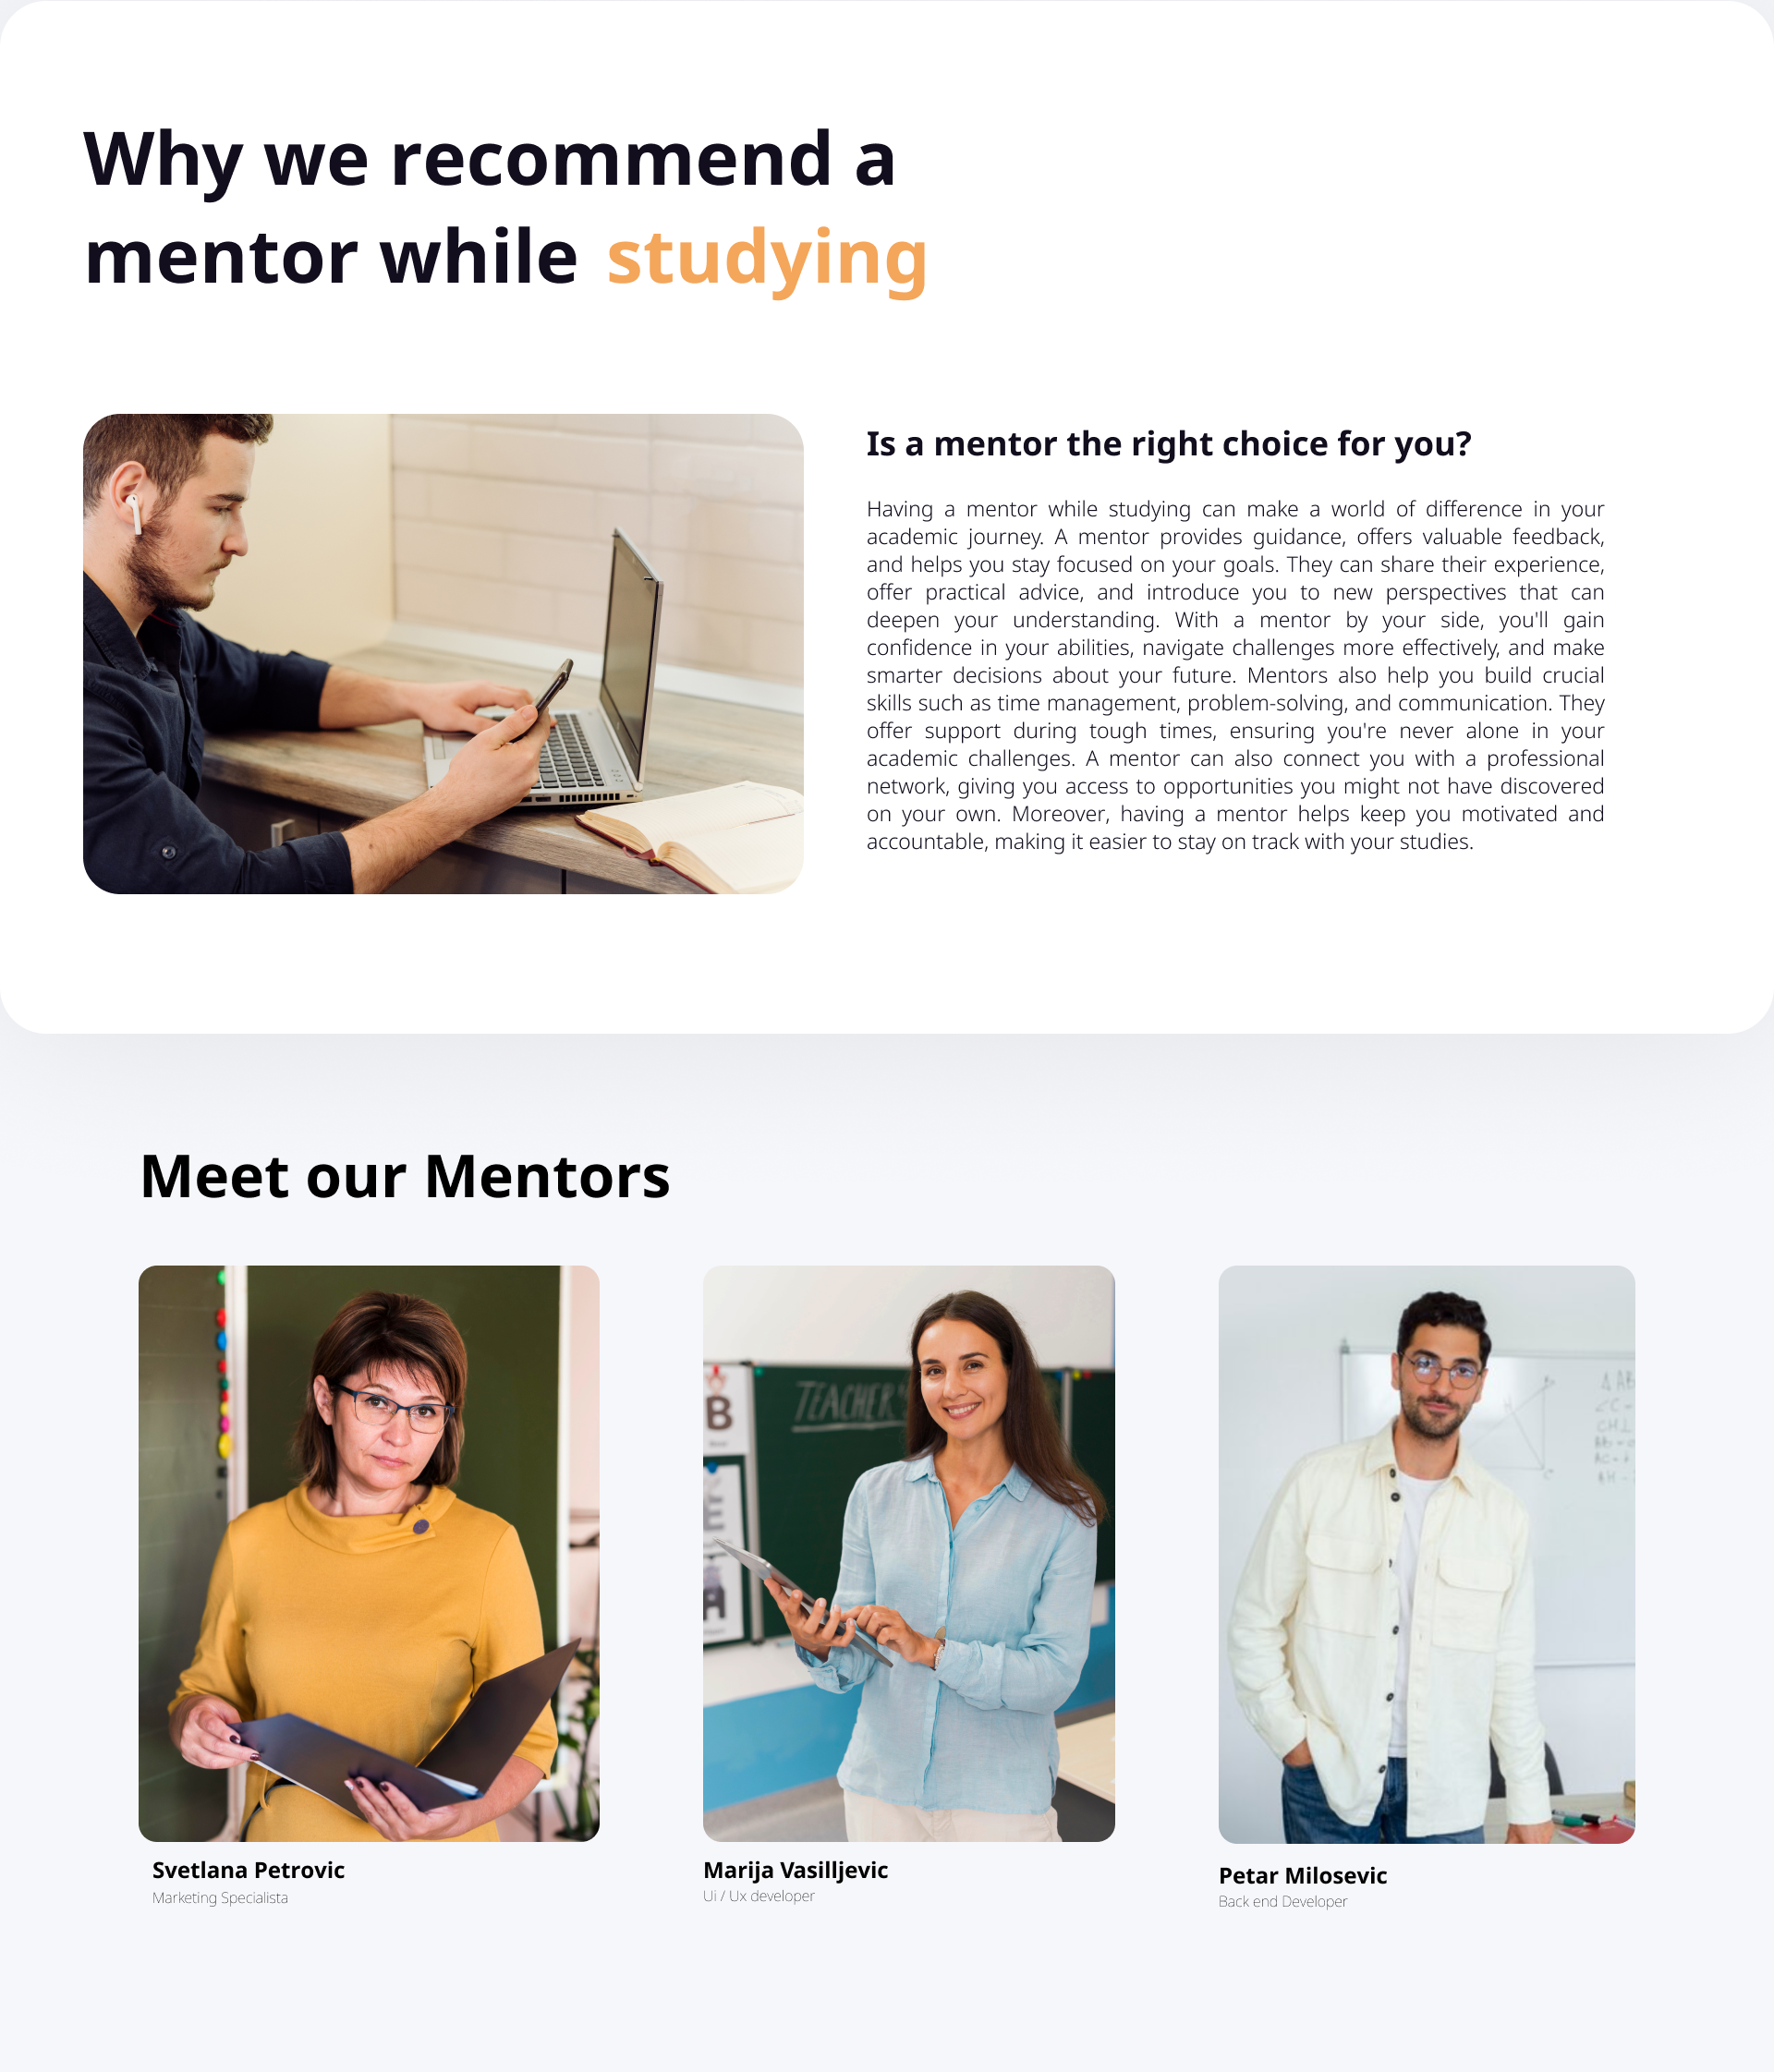 Why we recommend a
mentor while studying
Is a mentor the right choice for you?
Having a mentor while studying can make a world of difference in your
academic journey. A mentor provides guidance, offers valuable feedback,
and helps you stay focused on your goals. They can share their experience,
offer practical advice, and introduce you to new perspectives that can
deepen your understanding. With a mentor by your side, you'll gain
confidence in your abilities, navigate challenges more effectively, and make
smarter decisions about your future. Mentors also help you build crucial
skills such as time management, problem-solving, and communication. They
offer support during tough times, ensuring you're never alone in your
academic challenges. A mentor can also connect you with a professional
network, giving you access to opportunities you might not have discovered
on your own. Moreover, having a mentor helps keep you motivated and
accountable, making it easier to stay on track with your studies.
Meet our Mentors
B
TEACHER'S
Svetlana Petrovic
Marketing Specialista
Marija Vasilljevic
Ui / Ux developer
Petar Milosevic
Back end Developer